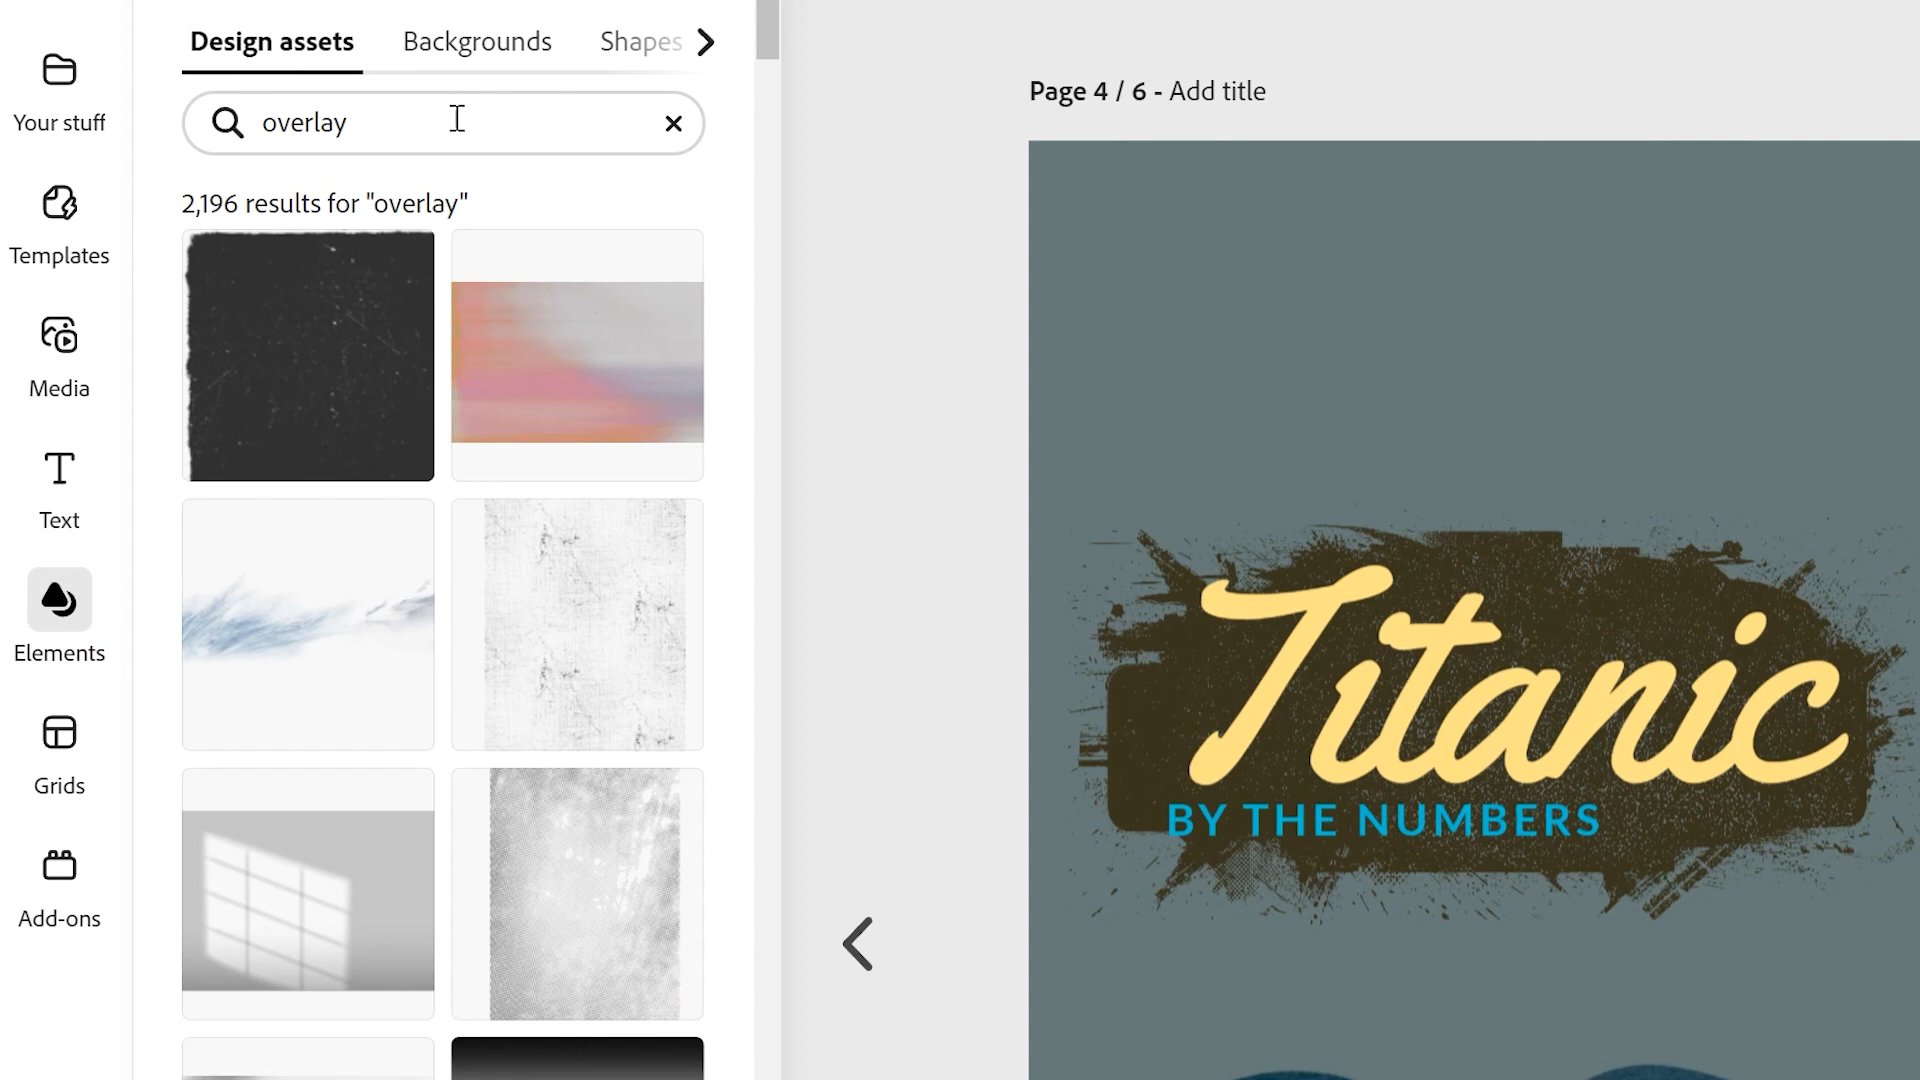 Your stuff
Templates
Media
Text
Elements
Grids
Add-ons
Design assets
Backgrounds
Shapes
overlay
2,196 results for "overlay"
Page 4 / 6 - Add title
Titanic
BY THE NUMBERS